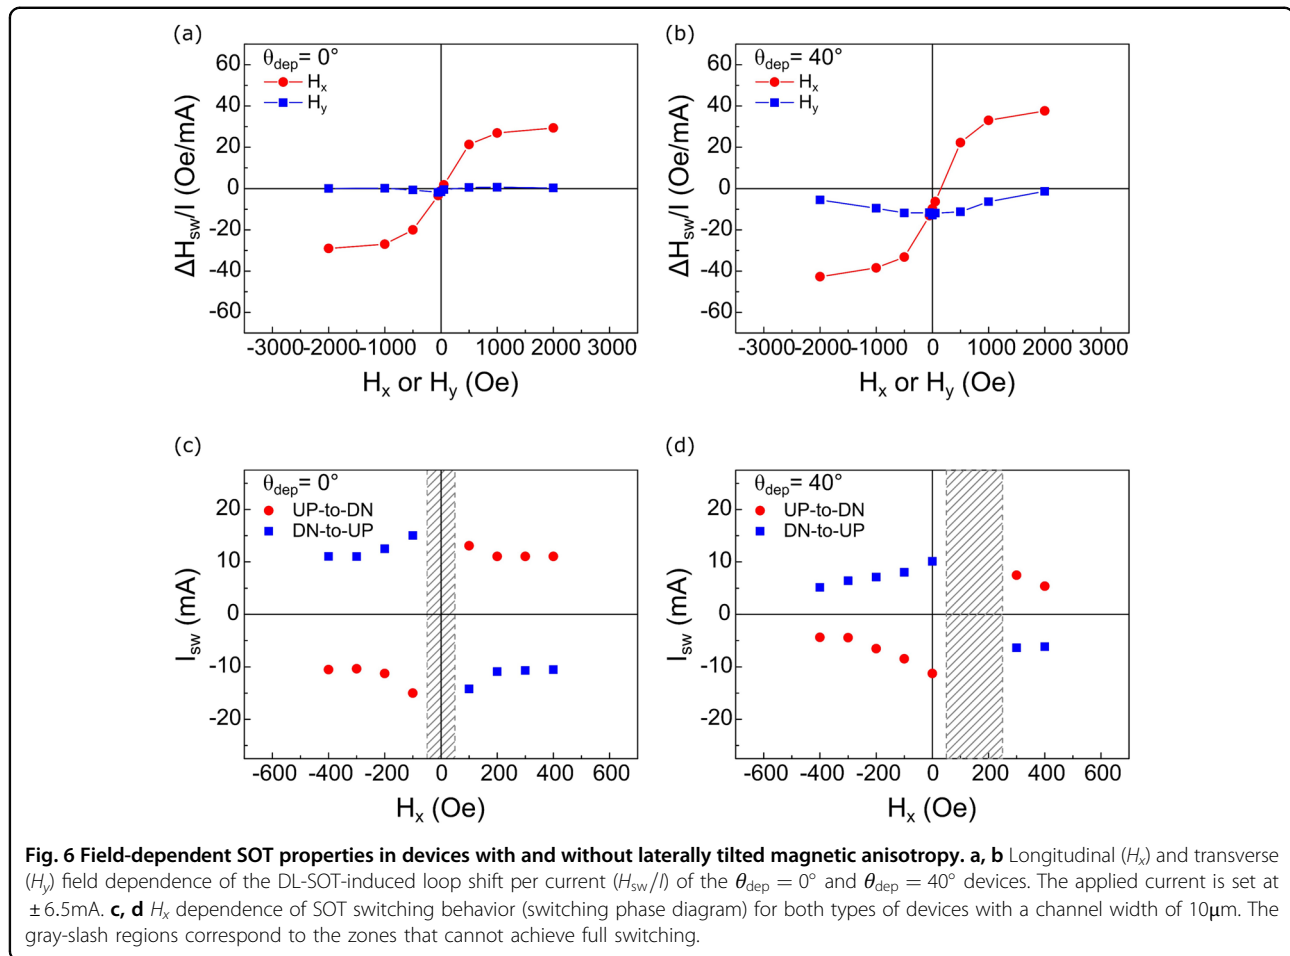 (a)
θdep= 0°
Hx
Hy
60
40
20
0
-20
-40
-60
ΔHsw/I (Oe/mA)
-3000 -2000 -1000 0 1000 2000 3000
Hx or Hy (Oe)
(b)
θdep= 40°
Hx
Hy
60
40
20
0
-20
-40
-60
ΔHsw/I (Oe/mA)
-3000 -2000 -1000 0 1000 2000 3000
Hx or Hy (Oe)
(c)
θdep= 0°
UP-to-DN
DN-to-UP
20
10
0
-10
-20
Isw (mA)
-600 -400 -200 0 200 400 600
Hx (Oe)
(d)
θdep= 40°
UP-to-DN
DN-to-UP
20
10
0
-10
-20
Isw (mA)
-600 -400 -200 0 200 400 600
Hx (Oe)
Fig. 6 Field-dependent SOT properties in devices with and without laterally tilted magnetic anisotropy. a, b Longitudinal (Hx) and transverse
(Hy) field dependence of the DL-SOT-induced loop shift per current (Hsw/I) of the θdep = 0° and θdep = 40° devices. The applied current is set at
±6.5mA. c, d Hx dependence of SOT switching behavior (switching phase diagram) for both types of devices with a channel width of 10μm. The
gray-slash regions correspond to the zones that cannot achieve full switching.